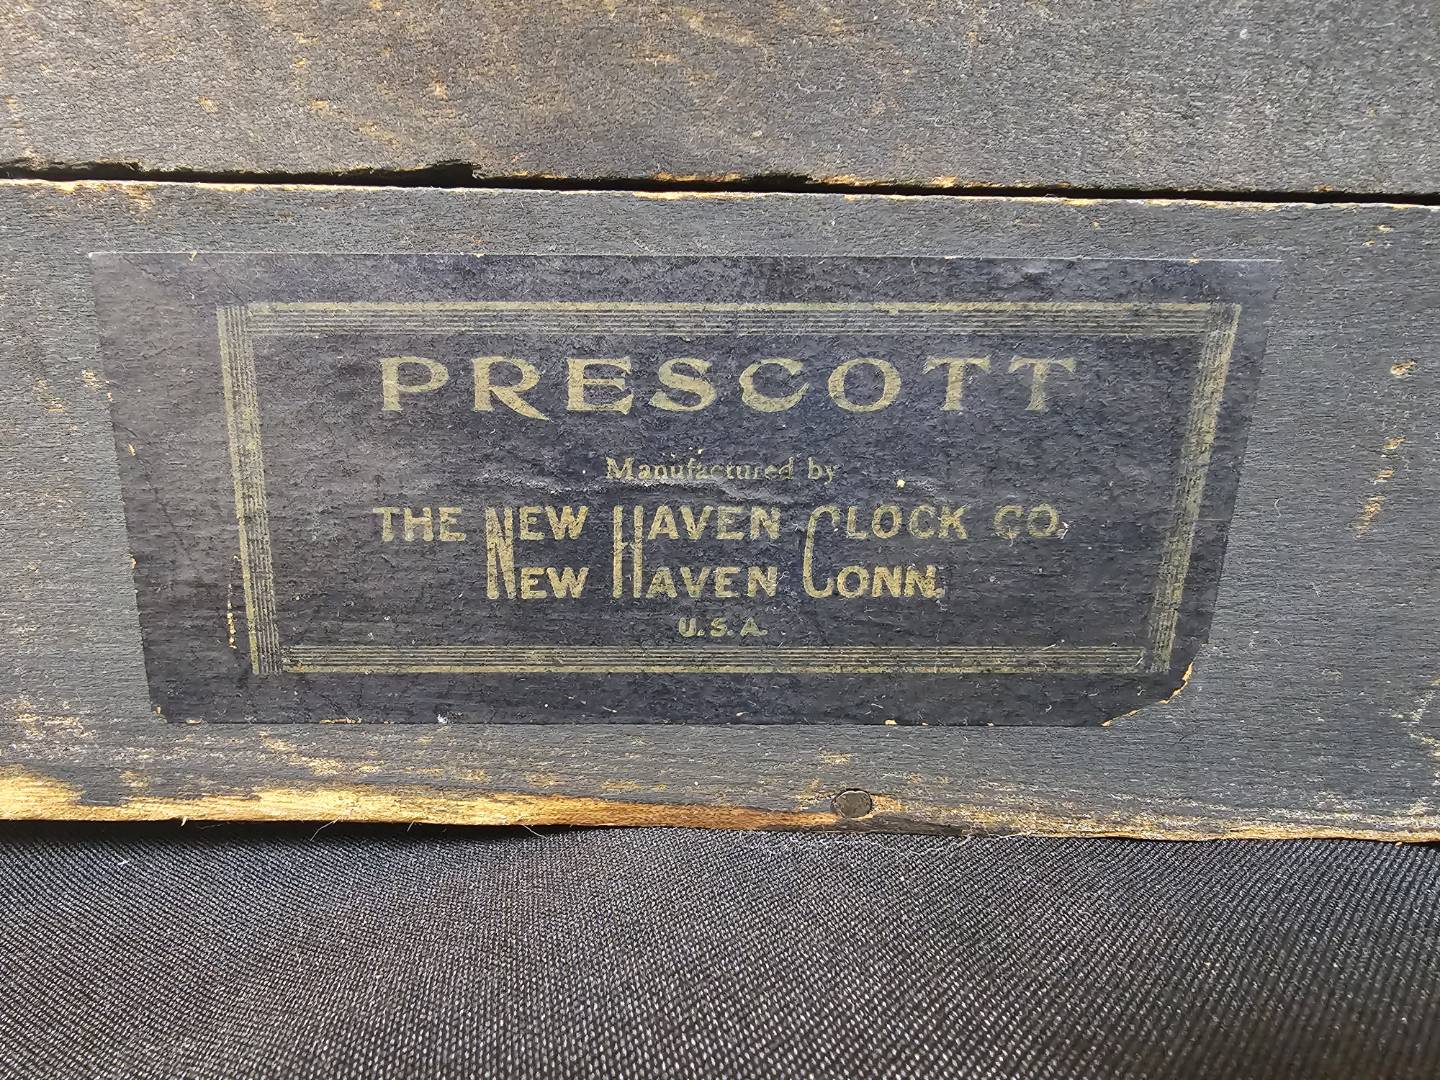 PRESCOTT
Manufactured by
THE NEW HAVEN CLOCK CO.
NEW HAVEN CONN.
U.S.A.